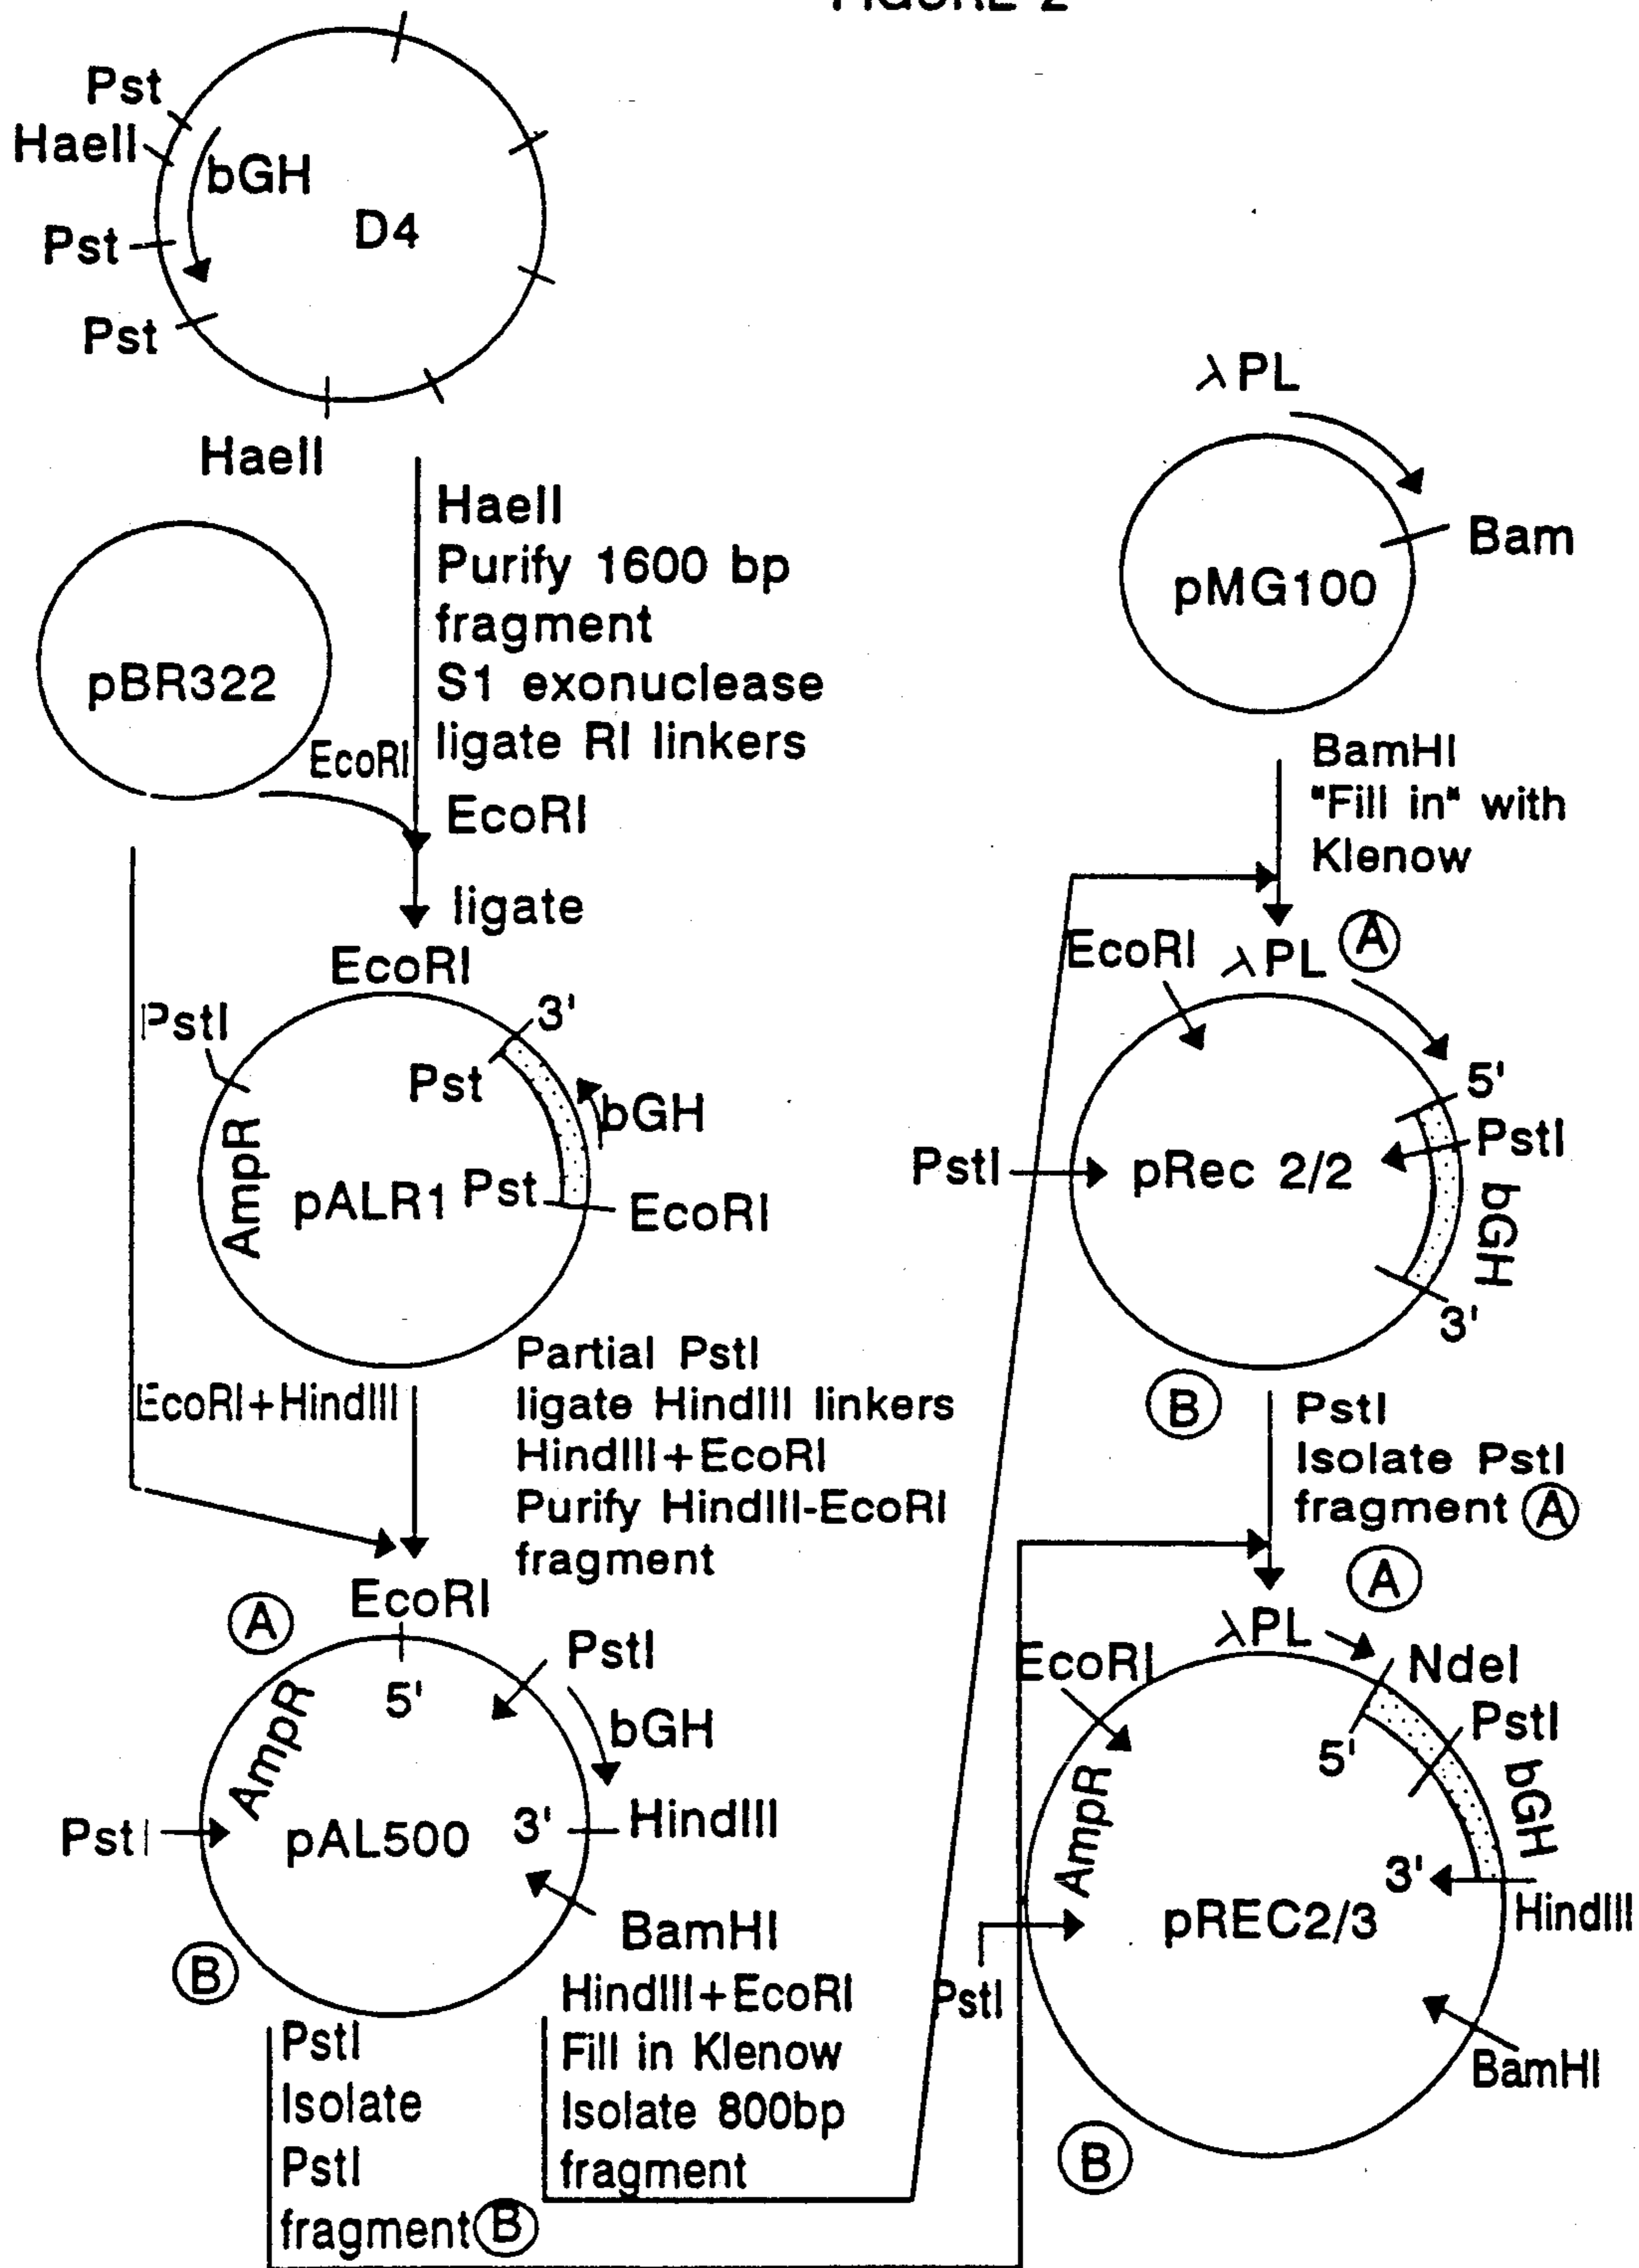 FIGURE 2
Pst
HaeII
bGH
D4
Pst
Pst
HaeII
HaeII
Purify 1600 bp
fragment
S1 exonuclease
ligate RI linkers
pBR322
EcoRI
EcoRI
ligate
EcoRI
PstI
3'
Pst
bGH
AmpR
pALR1
Pst
EcoRI
EcoRI+HindIII
Partial PstI
ligate HindIII linkers
HindIII+EcoRI
Purify HindIII-EcoRI
fragment
A
EcoRI
5'
PstI
bGH
AmpR
PstI
pAL500
3'
HindIII
BamHI
B
PstI
Isolate
PstI
fragment B
HindIII+EcoRI
Fill in Klenow
Isolate 800bp
fragment
λPL
Bam
pMG100
BamHI
"Fill in" with
Klenow
EcoRI
λPL
A
5'
PstI
PstI
pRec 2/2
bGH
3'
B
PstI
Isolate PstI
fragment A
A
λPL
EcoRI
NdeI
PstI
5'
bGH
AmpR
3'
HindIII
pREC2/3
PstI
BamHI
B